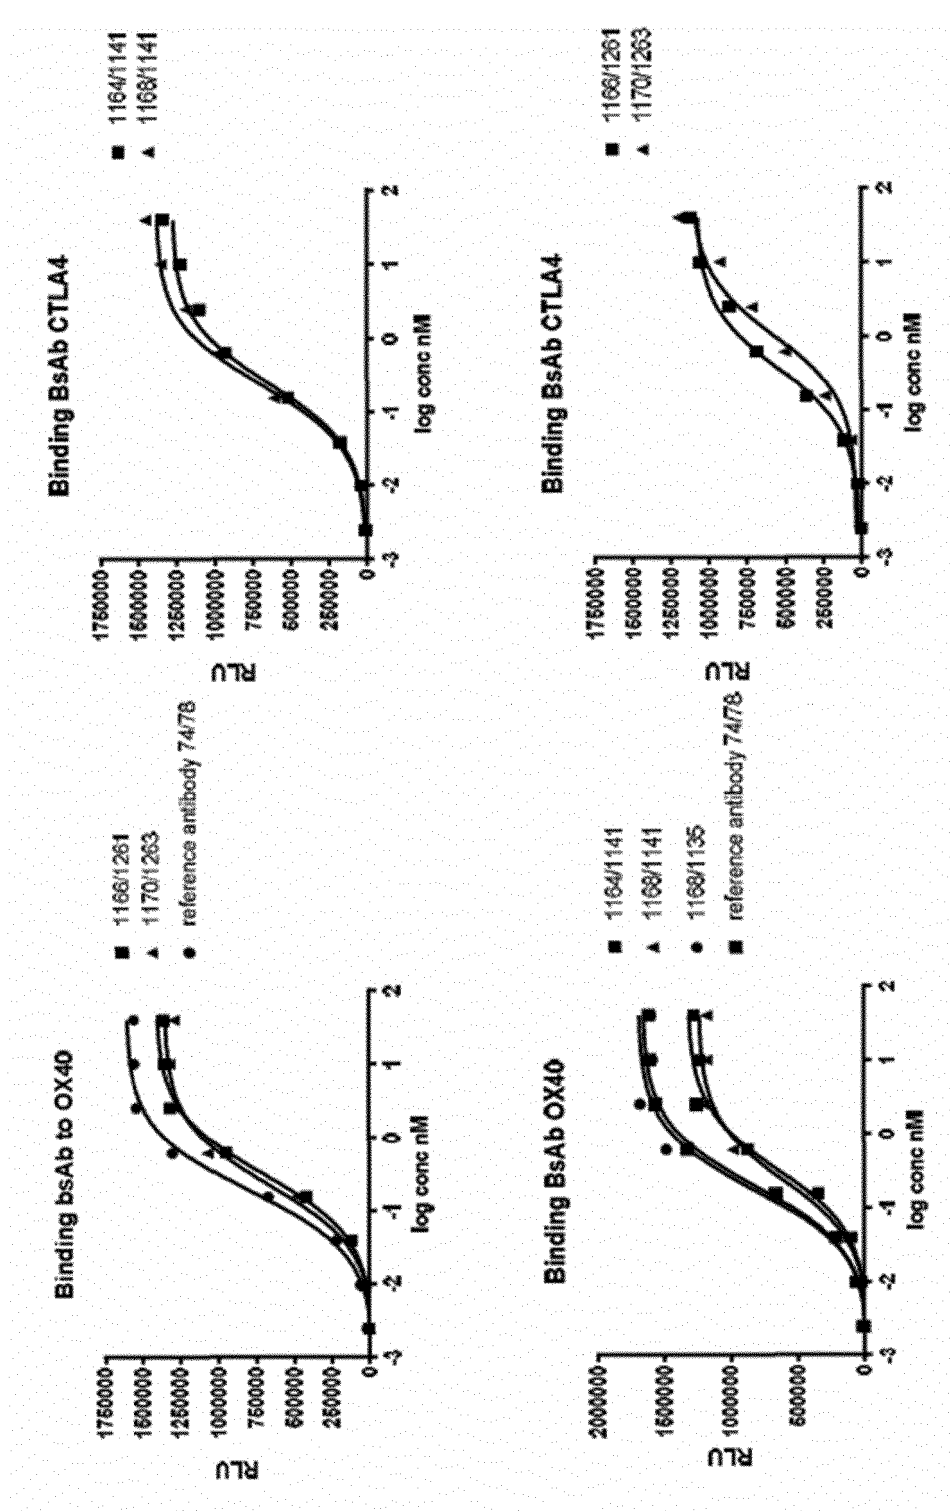 Binding bsAb to OX40
1750000
1500000
1250000
1000000
750000
500000
250000
0
RLU
-3 -2 -1 0 1 2
log conc nM
1166/1261
1170/1263
reference antibody 74/78
Binding BsAb CTLA4
1750000
1500000
1250000
1000000
750000
500000
250000
0
RLU
-3 -2 -1 0 1 2
log conc nM
1164/1141
1168/1141
Binding BsAb OX40
2000000
1500000
1000000
500000
0
RLU
-3 -2 -1 0 1 2
log conc nM
1164/1141
1168/1141
1168/1135
reference antibody 74/78
Binding BsAb CTLA4
1750000
1500000
1250000
1000000
750000
500000
250000
0
RLU
-3 -2 -1 0 1 2
log conc nM
1166/1261
1170/1263